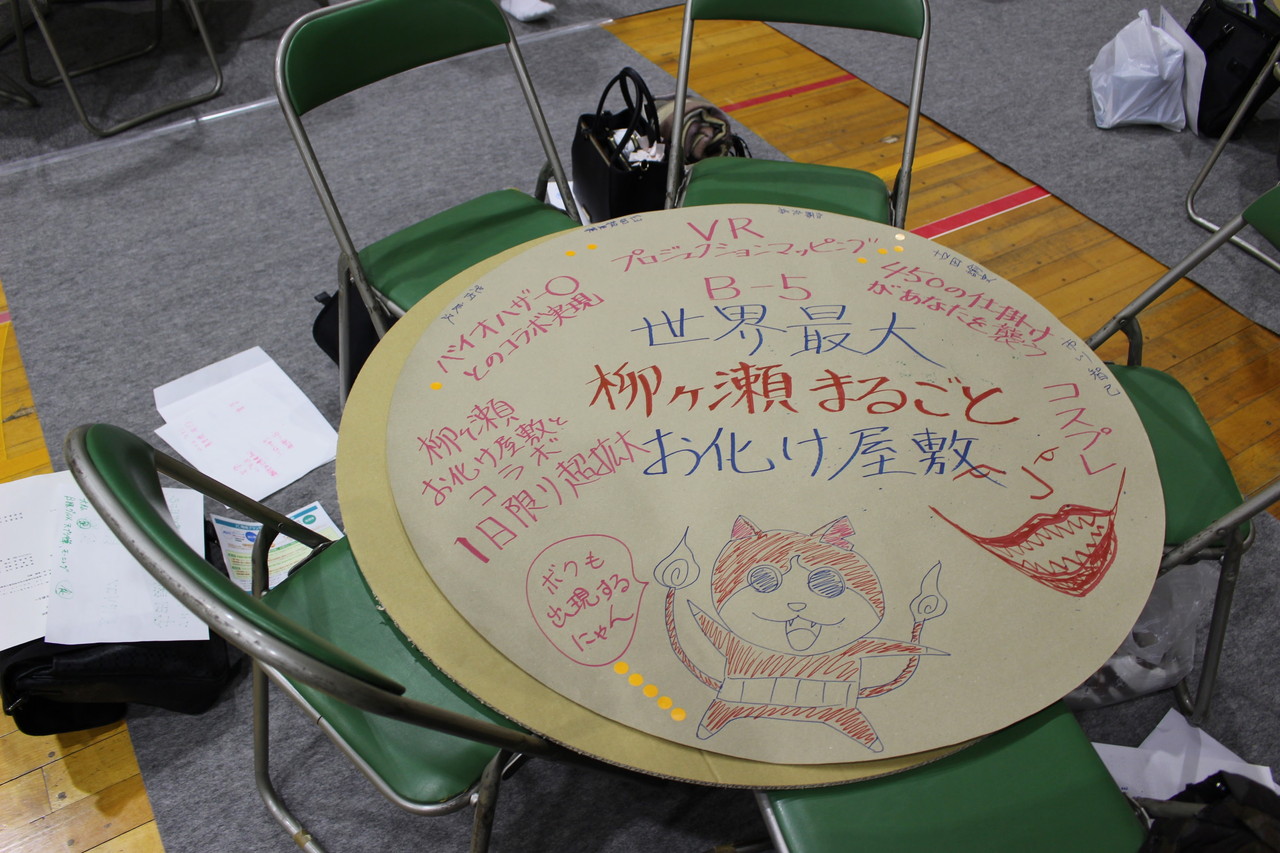 VR
プロジェクションマッピング
B-5
世界最大
柳ヶ瀬まるごと
お化け屋敷
バイオハザー〇
とのコラボ実現
450の仕掛け
があなたを襲う
コスプレ
柳ヶ瀬
お化け屋敷と
コラボ
1日限り超拡大
ボクも
出現する
にゃん